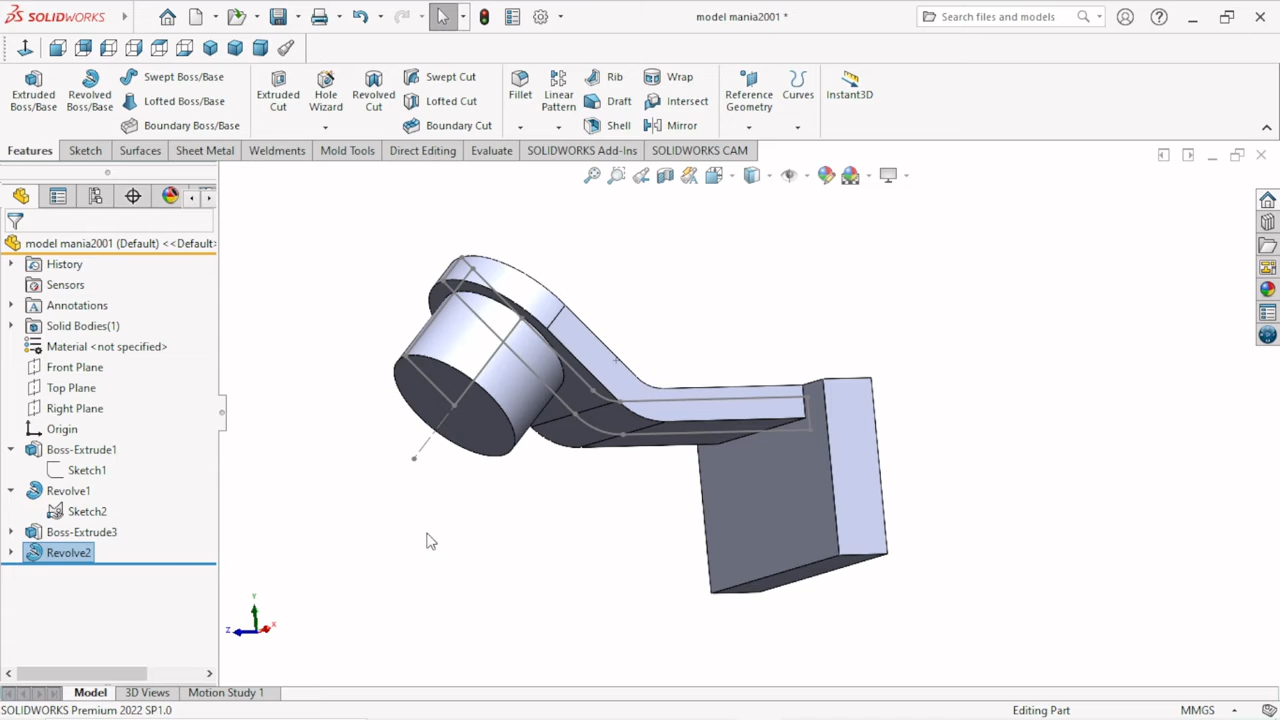 SOLIDWORKS
model mania2001 *
Search files and models
Extruded Boss/Base
Revolved Boss/Base
Swept Boss/Base
Lofted Boss/Base
Boundary Boss/Base
Extruded Cut
Hole Wizard
Revolved Cut
Swept Cut
Lofted Cut
Boundary Cut
Fillet
Linear Pattern
Rib
Draft
Shell
Wrap
Intersect
Mirror
Reference Geometry
Curves
Instant3D
Features
Sketch
Surfaces
Sheet Metal
Weldments
Mold Tools
Direct Editing
Evaluate
SOLIDWORKS Add-Ins
SOLIDWORKS CAM
model mania2001 (Default) <<Default>
History
Sensors
Annotations
Solid Bodies(1)
Material <not specified>
Front Plane
Top Plane
Right Plane
Origin
Boss-Extrude1
Sketch1
Revolve1
Sketch2
Boss-Extrude3
Revolve2
Y
Z
X
Model
3D Views
Motion Study 1
SOLIDWORKS Premium 2022 SP1.0
Editing Part
MMGS